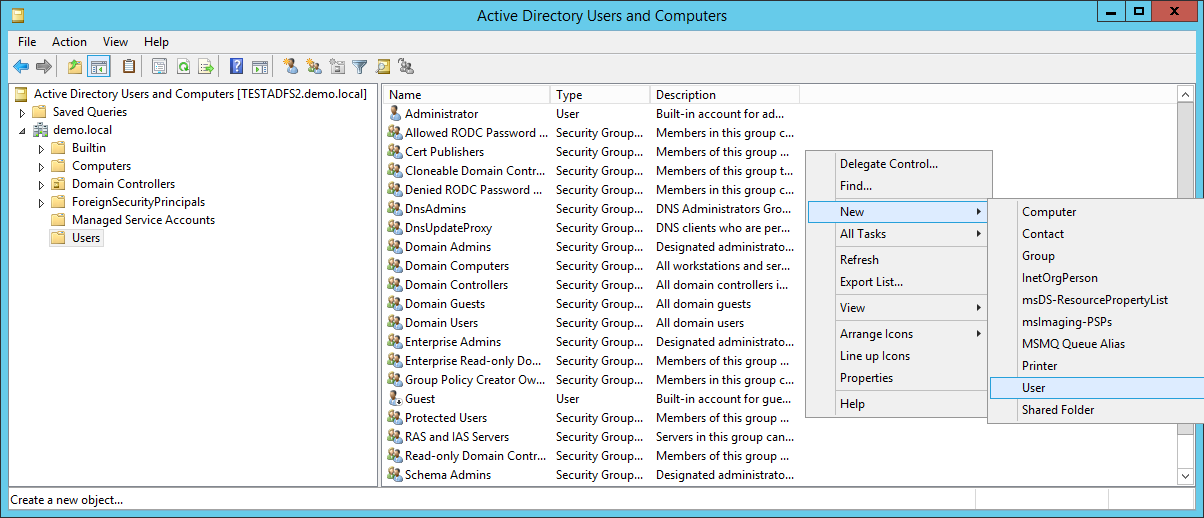 Active Directory Users and Computers
File Action View Help
Active Directory Users and Computers [TESTADFS2.demo.local]
Saved Queries
demo.local
Builtin
Computers
Domain Controllers
ForeignSecurityPrincipals
Managed Service Accounts
Users
Name Type Description
Administrator User Built-in account for ad...
Allowed RODC Password ... Security Group... Members in this group c...
Cert Publishers Security Group... Members of this group ...
Cloneable Domain Contr... Security Group... Members of this group t...
Denied RODC Password ... Security Group... Members in this group c...
DnsAdmins Security Group... DNS Administrators Gro...
DnsUpdateProxy Security Group... DNS clients who are per...
Domain Admins Security Group... Designated administrato...
Domain Computers Security Group... All workstations and ser...
Domain Controllers Security Group... All domain controllers i...
Domain Guests Security Group... All domain guests
Domain Users Security Group... All domain users
Enterprise Admins Security Group... Designated administrato...
Enterprise Read-only Do... Security Group... Members of this group ...
Group Policy Creator Ow... Security Group... Members in this group c...
Guest User Built-in account for gue...
Protected Users Security Group... Members of this group ...
RAS and IAS Servers Security Group... Servers in this group can...
Read-only Domain Contr... Security Group... Members of this group ...
Schema Admins Security Group... Designated administrato...
Delegate Control...
Find...
New
All Tasks
Refresh
Export List...
View
Arrange Icons
Line up Icons
Properties
Help
Computer
Contact
Group
InetOrgPerson
msDS-ResourcePropertyList
msImaging-PSPs
MSMQ Queue Alias
Printer
User
Shared Folder
Create a new object...